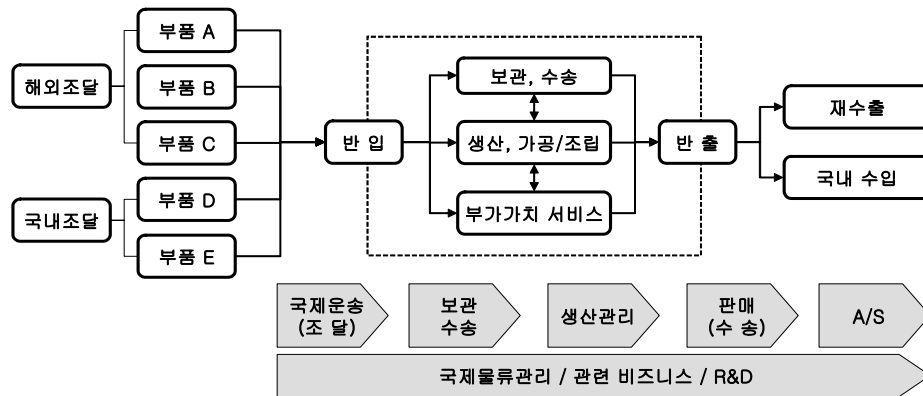 해외조달
부품 A
부품 B
부품 C
국내조달
부품 D
부품 E
반 입
보관, 수송
생산, 가공/조립
부가가치 서비스
반 출
재수출
국내 수입
국제운송
(조 달)
보관
수송
생산관리
판매
(수 송)
A/S
국제물류관리 / 관련 비즈니스 / R&D